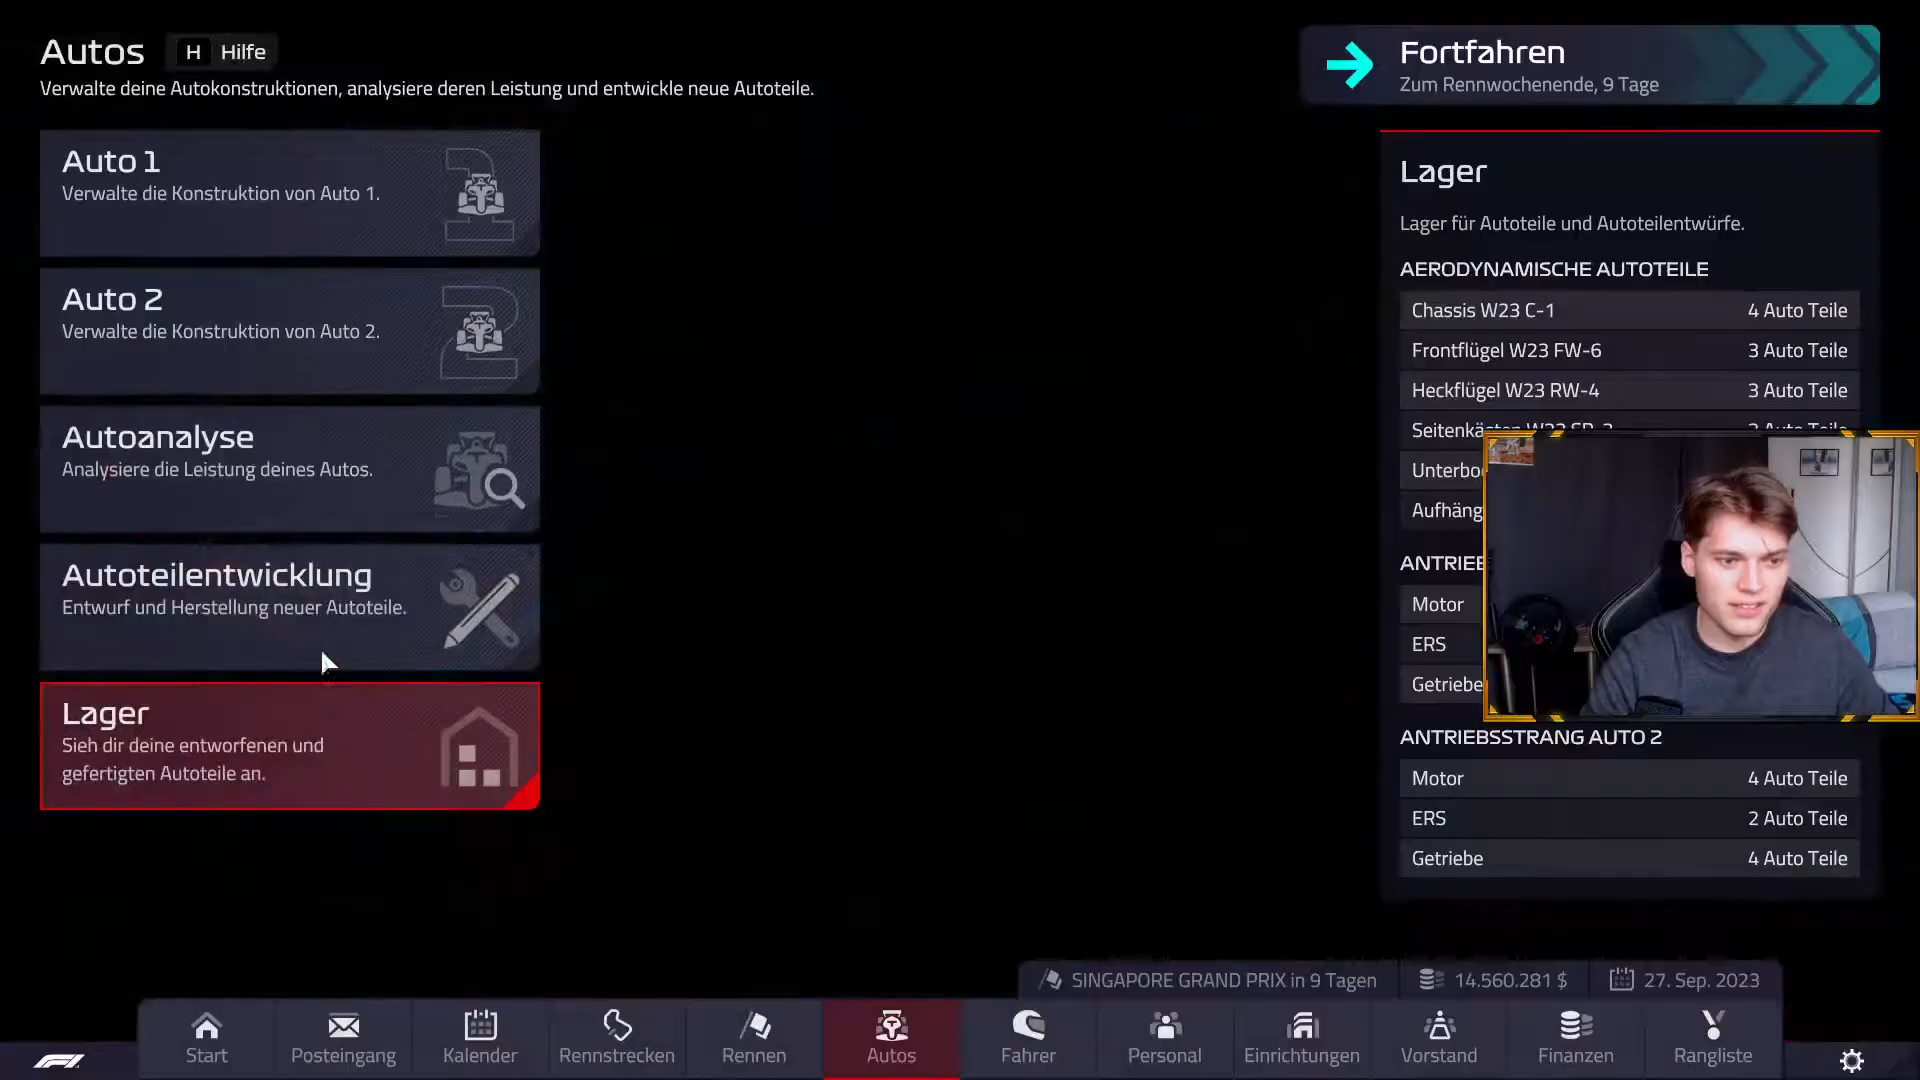 Autos
H Hilfe
Verwalte deine Autokonstruktionen, analysiere deren Leistung und entwickle neue Autoteile.
Fortfahren
Zum Rennwochenende, 9 Tage
Auto 1
Verwalte die Konstruktion von Auto 1.
Auto 2
Verwalte die Konstruktion von Auto 2.
Autoanalyse
Analysiere die Leistung deines Autos.
Autoteilentwicklung
Entwurf und Herstellung neuer Autoteile.
Lager
Sieh dir deine entworfenen und
gefertigten Autoteile an.
Lager
Lager für Autoteile und Autoteilentwürfe.
AERODYNAMISCHE AUTOTEILE
Chassis W23 C-1 4 Auto Teile
Frontflügel W23 FW-6 3 Auto Teile
Heckflügel W23 RW-4 3 Auto Teile
Motor
ERS
Getriebe
ANTRIEBSSTRANG AUTO 2
Motor 4 Auto Teile
ERS 2 Auto Teile
Getriebe 4 Auto Teile
SINGAPORE GRAND PRIX in 9 Tagen 14.560.281 $ 27. Sep. 2023
Start Posteingang Kalender Rennstrecken Rennen Autos Fahrer Personal Einrichtungen Vorstand Finanzen Rangliste